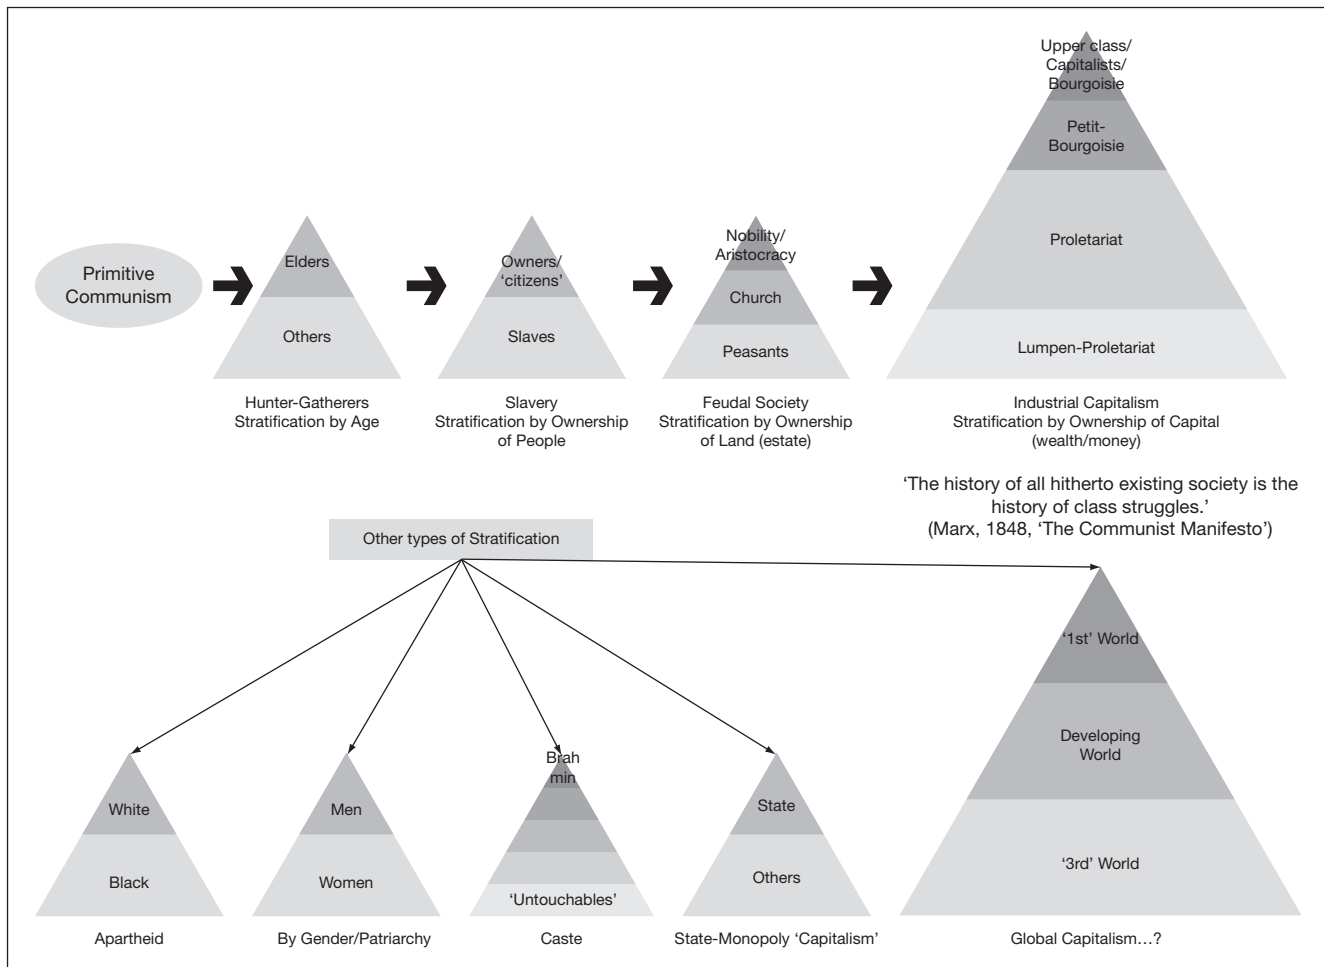 Primitive
Communism
Elders
Others
Hunter-Gatherers
Stratification by Age
Owners/
‘citizens’
Slaves
Slavery
Stratification by Ownership
of People
Nobility/
Aristocracy
Church
Peasants
Feudal Society
Stratification by Ownership
of Land (estate)
Upper class/
Capitalists/
Bourgoisie
Petit-
Bourgoisie
Proletariat
Lumpen-Proletariat
Industrial Capitalism
Stratification by Ownership of Capital
(wealth/money)
‘The history of all hitherto existing society is the
history of class struggles.’
(Marx, 1848, ‘The Communist Manifesto’)
Other types of Stratification
White
Black
Apartheid
Men
Women
By Gender/Patriarchy
Brah
min
‘Untouchables’
Caste
State
Others
State-Monopoly ‘Capitalism’
‘1st’ World
Developing
World
‘3rd’ World
Global Capitalism...?